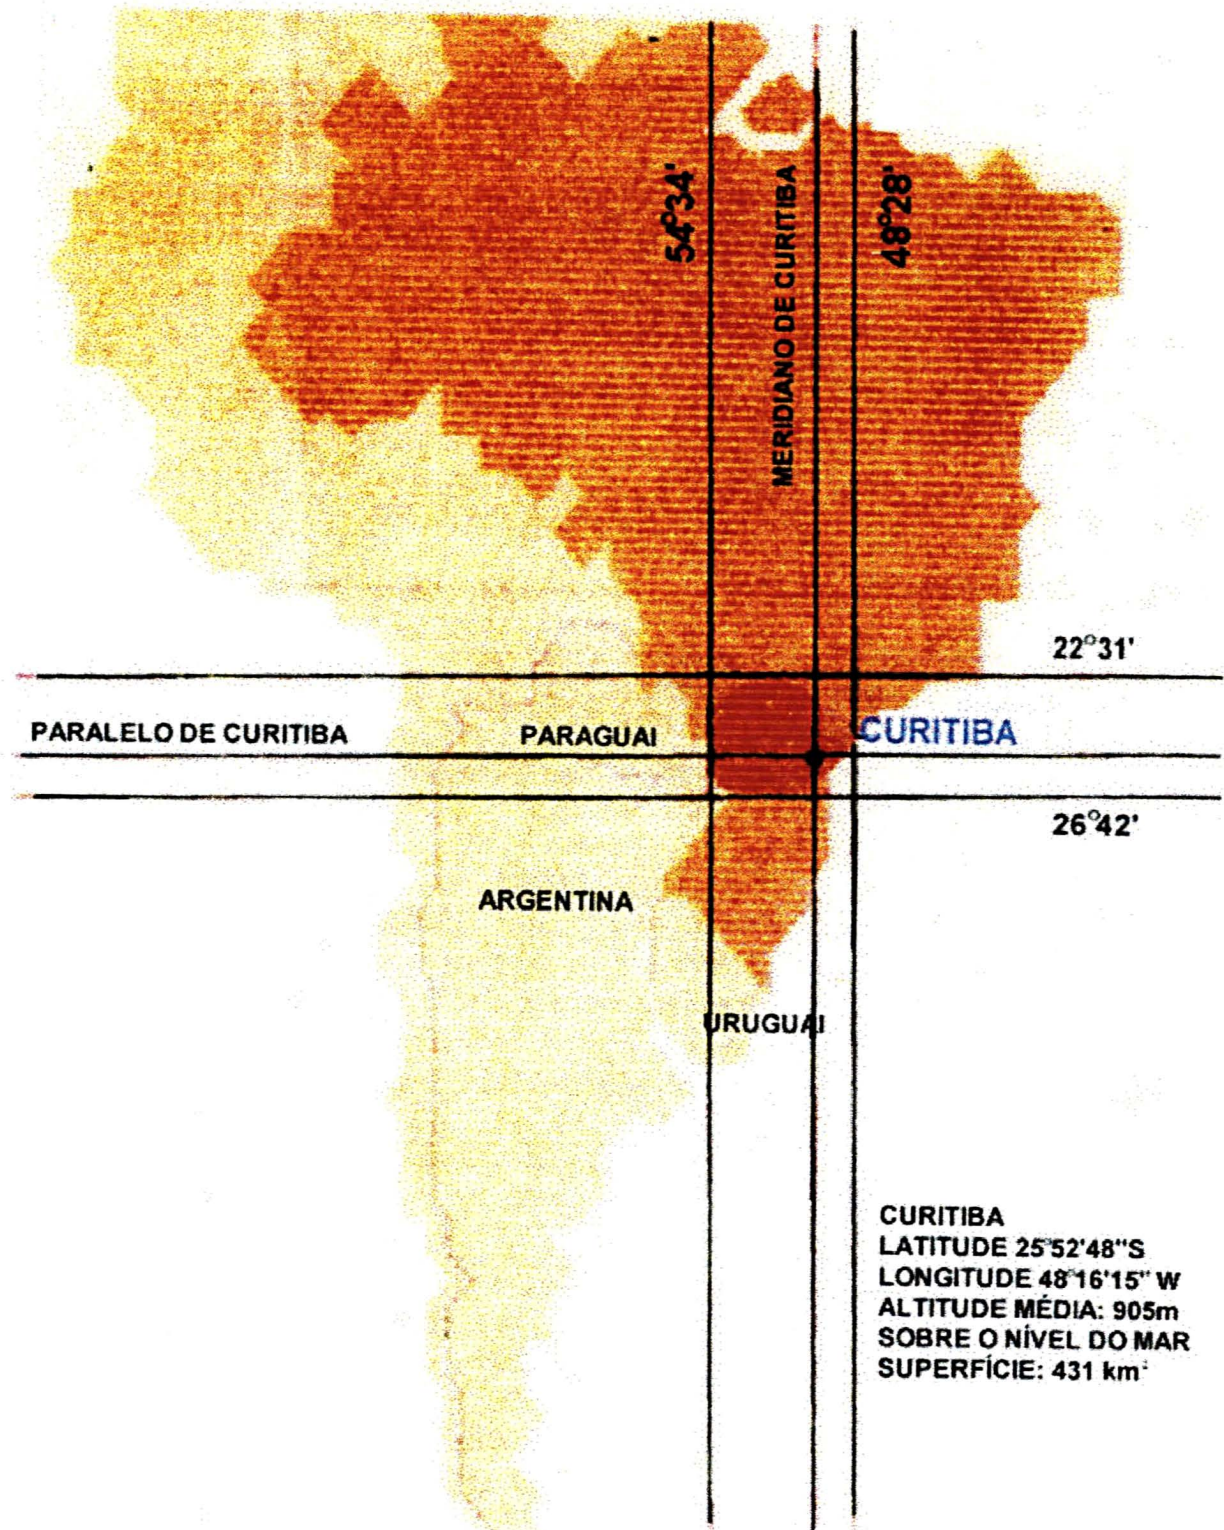 54°34'
MERIDIANO DE CURITIBA
48°28'
22°31'
PARALELO DE CURITIBA
PARAGUAI
CURITIBA
26°42'
ARGENTINA
URUGUAI
CURITIBA
LATITUDE 25°52'48"S
LONGITUDE 48°16'15" W
ALTITUDE MÉDIA: 905m
SOBRE O NÍVEL DO MAR
SUPERFÍCIE: 431 km²